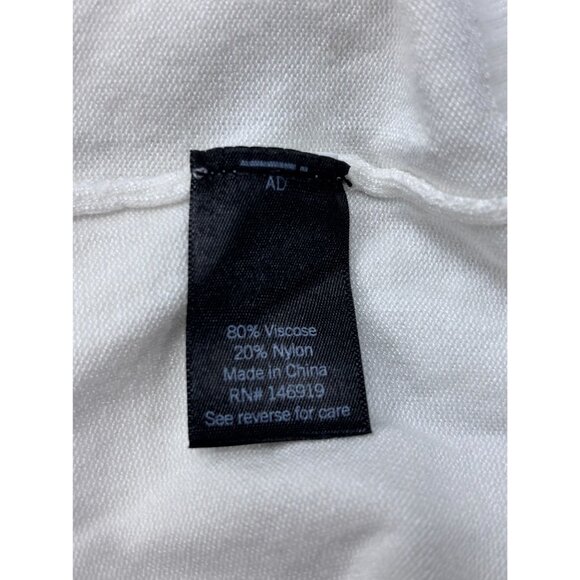 AD
80% Viscose
20% Nylon
Made in China
RN# 146919
See reverse for care